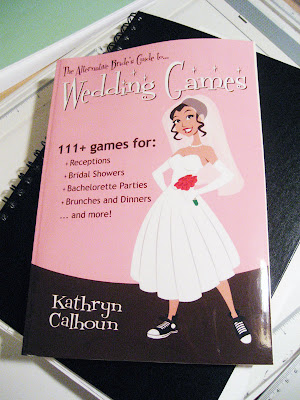 The Alternative Bride's Guide to...
Wedding Games
111+ games for:
+Receptions
+Bridal Showers
+Bachelorette Parties
+Brunches and Dinners
... and more!
Kathryn
Calhoun